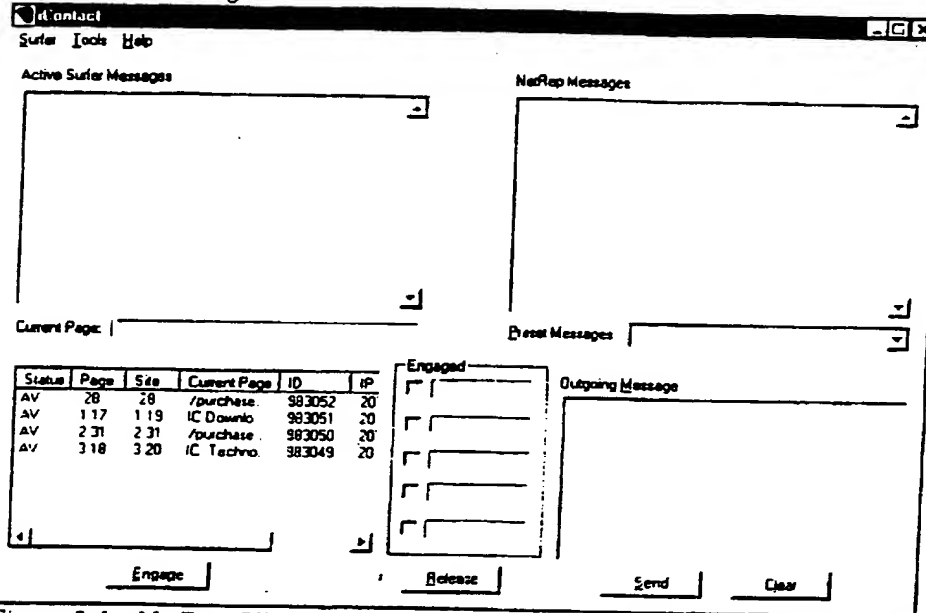 Surfer Tools Help
Active Surfer Messages
NetRep Messages
Current Page:
Preset Messages
Status Page Site Current Page ID IP
AV 28 28 /purchase. 983052 20
AV 1 17 1 19 IC Downlo. 983051 20
AV 2 31 2 31 /purchase. 983050 20
AV 3 18 3 20 IC Techno. 983049 20
Engaged
Outgoing Message
Engage
Release
Send
Clear